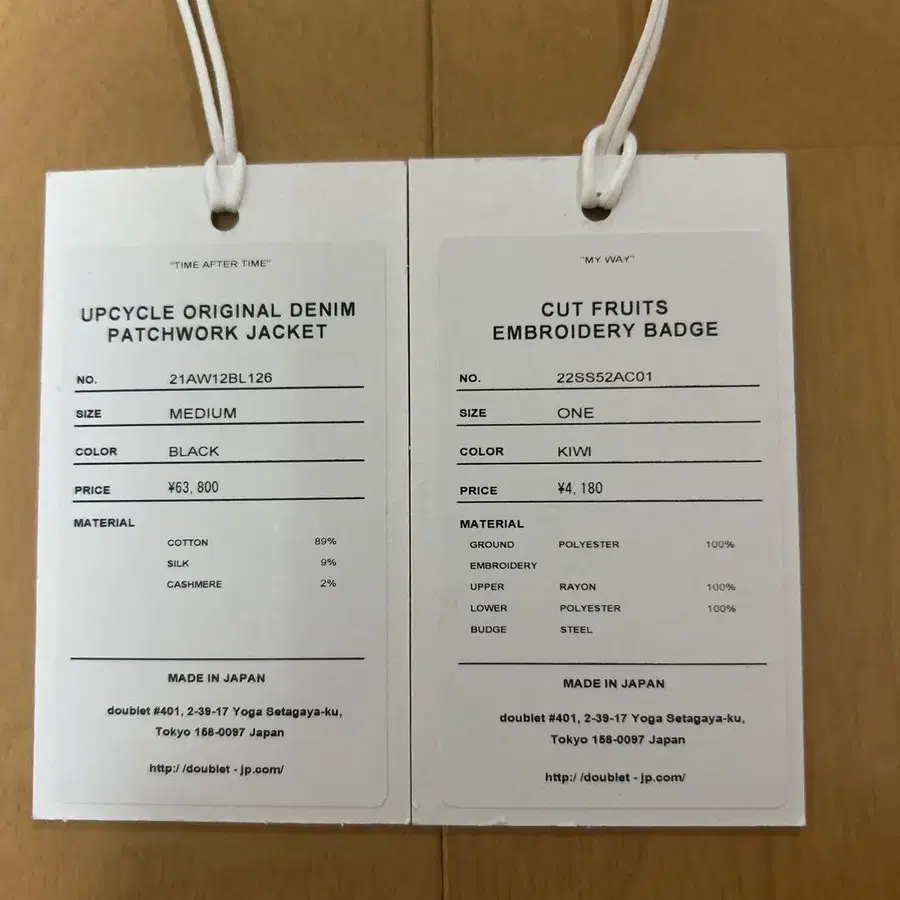 "TIME AFTER TIME"
UPCYCLE ORIGINAL DENIM
PATCHWORK JACKET
NO. 21AW12BL126
SIZE MEDIUM
COLOR BLACK
PRICE ¥63, 800
MATERIAL
COTTON 89%
SILK 9%
CASHMERE 2%
MADE IN JAPAN
doublet #401, 2-39-17 Yoga Setagaya-ku,
Tokyo 158-0097 Japan
http://doublet - jp.com/
"MY WAY"
CUT FRUITS
EMBROIDERY BADGE
NO. 22SS52AC01
SIZE ONE
COLOR KIWI
PRICE ¥4, 180
MATERIAL
GROUND POLYESTER 100%
EMBROIDERY
UPPER RAYON 100%
LOWER POLYESTER 100%
BUDGE STEEL
MADE IN JAPAN
doublet #401, 2-39-17 Yoga Setagaya-ku,
Tokyo 158-0097 Japan
http://doublet - jp.com/